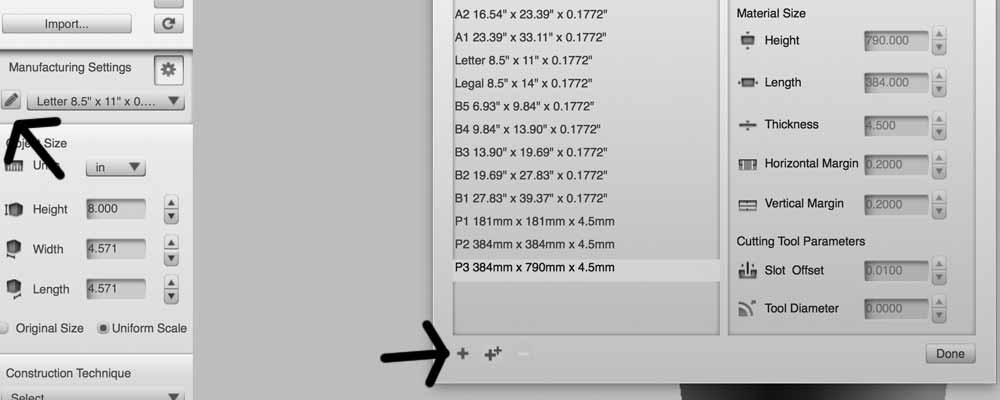 Import...
Manufacturing Settings
Letter 8.5" x 11" x 0....
Object Size
Units
in
Height
8.000
Width
4.571
Length
4.571
Original Size
Uniform Scale
Construction Technique
Select
A2 16.54" x 23.39" x 0.1772"
A1 23.39" x 33.11" x 0.1772"
Letter 8.5" x 11" x 0.1772"
Legal 8.5" x 14" x 0.1772"
B5 6.93" x 9.84" x 0.1772"
B4 9.84" x 13.90" x 0.1772"
B3 13.90" x 19.69" x 0.1772"
B2 19.69" x 27.83" x 0.1772"
B1 27.83" x 39.37" x 0.1772"
P1 181mm x 181mm x 4.5mm
P2 384mm x 384mm x 4.5mm
P3 384mm x 790mm x 4.5mm
Material Size
Height
790.000
Length
384.000
Thickness
4.500
Horizontal Margin
0.2000
Vertical Margin
0.2000
Cutting Tool Parameters
Slot Offset
0.0100
Tool Diameter
0.0000
Done